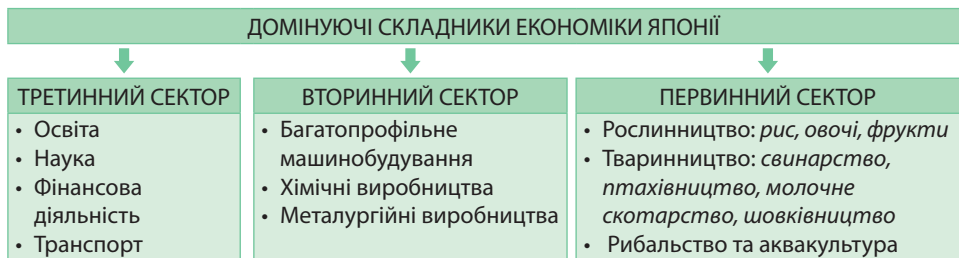 ДОМІНУЮЧІ СКЛАДНИКИ ЕКОНОМІКИ ЯПОНІЇ
ТРЕТИННИЙ СЕКТОР
• Освіта
• Наука
• Фінансова
діяльність
• Транспорт
ВТОРИННИЙ СЕКТОР
• Багатопрофільне
машинобудування
• Хімічні виробництва
• Металургійні виробництва
ПЕРВИННИЙ СЕКТОР
• Рослинництво: рис, овочі, фрукти
• Тваринництво: свинарство,
птахівництво, молочне
скотарство, шовківництво
• Рибальство та аквакультура